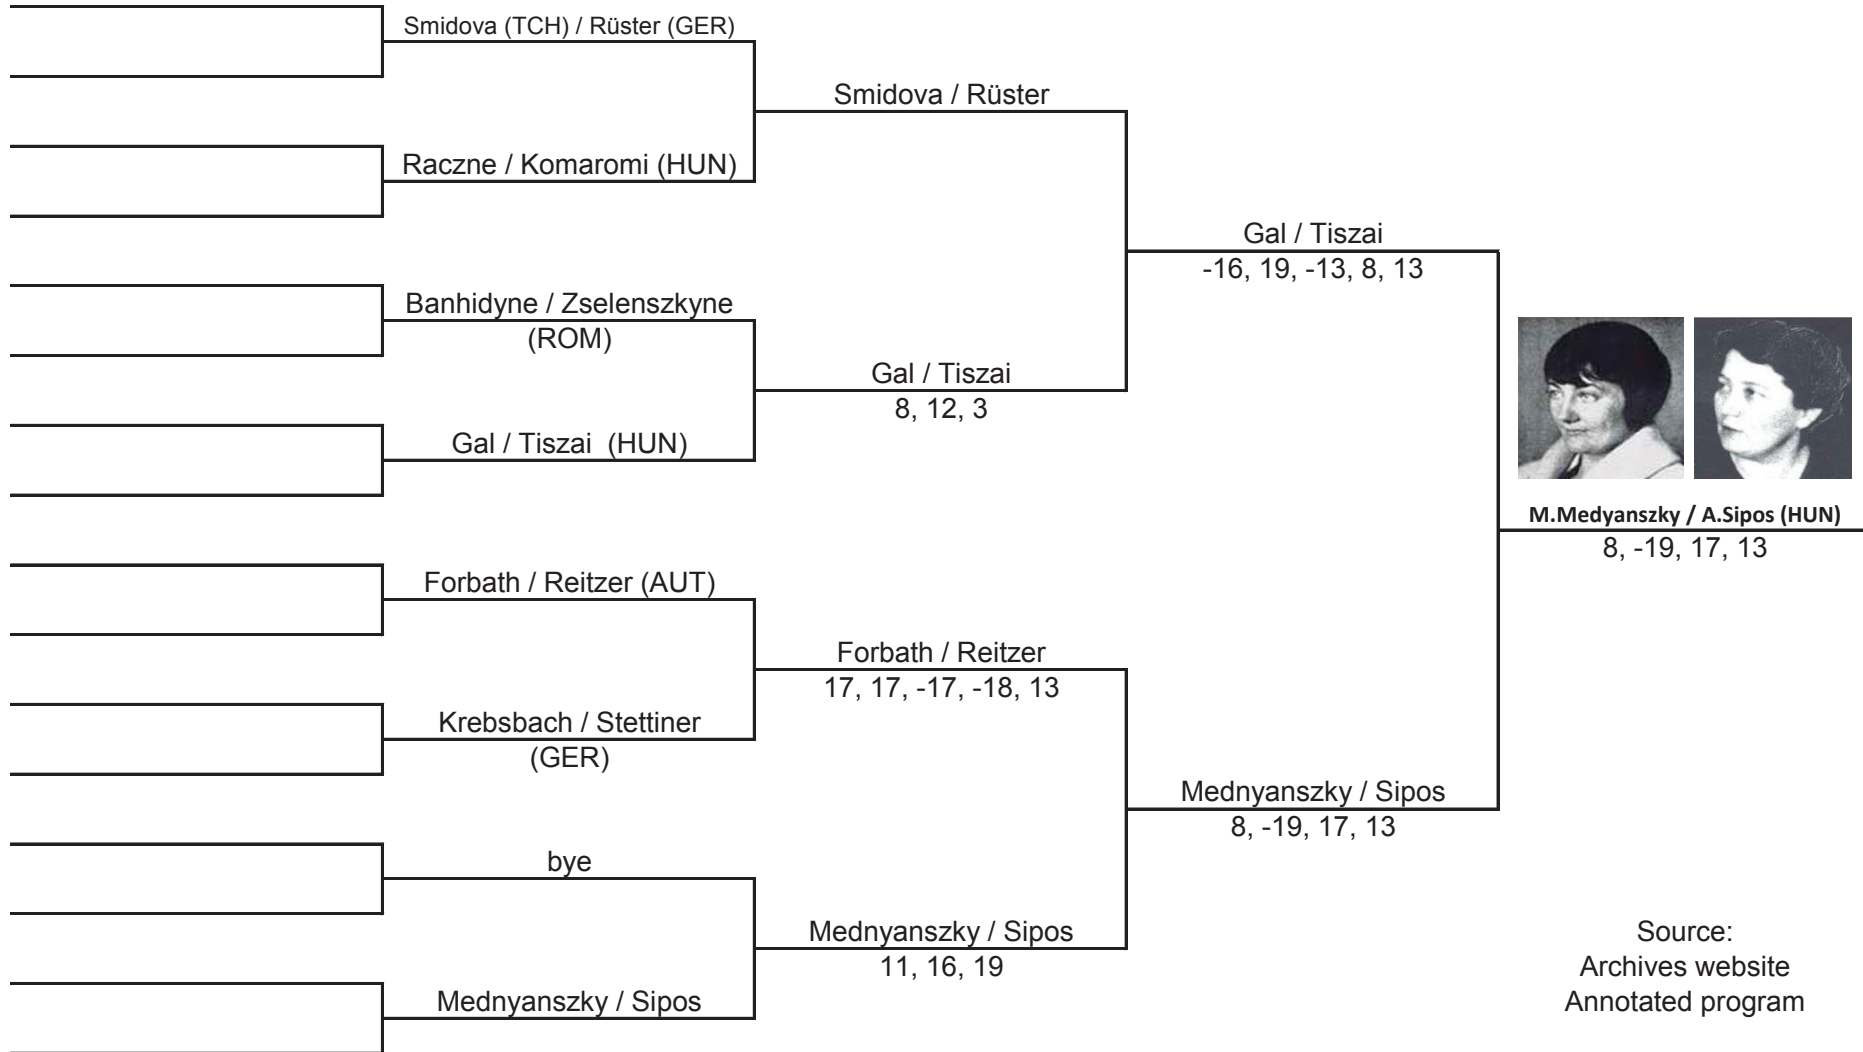 Smidova (TCH) / Rüster (GER)
Raczne / Komaromi (HUN)
Banhidyne / Zselenszkyne
(ROM)
Gal / Tiszai (HUN)
Forbath / Reitzer (AUT)
Krebsbach / Stettiner
(GER)
bye
Mednyanszky / Sipos
Smidova / Rüster
Gal / Tiszai
8, 12, 3
Forbath / Reitzer
17, 17, -17, -18, 13
Mednyanszky / Sipos
11, 16, 19
Gal / Tiszai
-16, 19, -13, 8, 13
Mednyanszky / Sipos
8, -19, 17, 13
M.Medyanszky / A.Sipos (HUN)
8, -19, 17, 13
Source:
Archives website
Annotated program